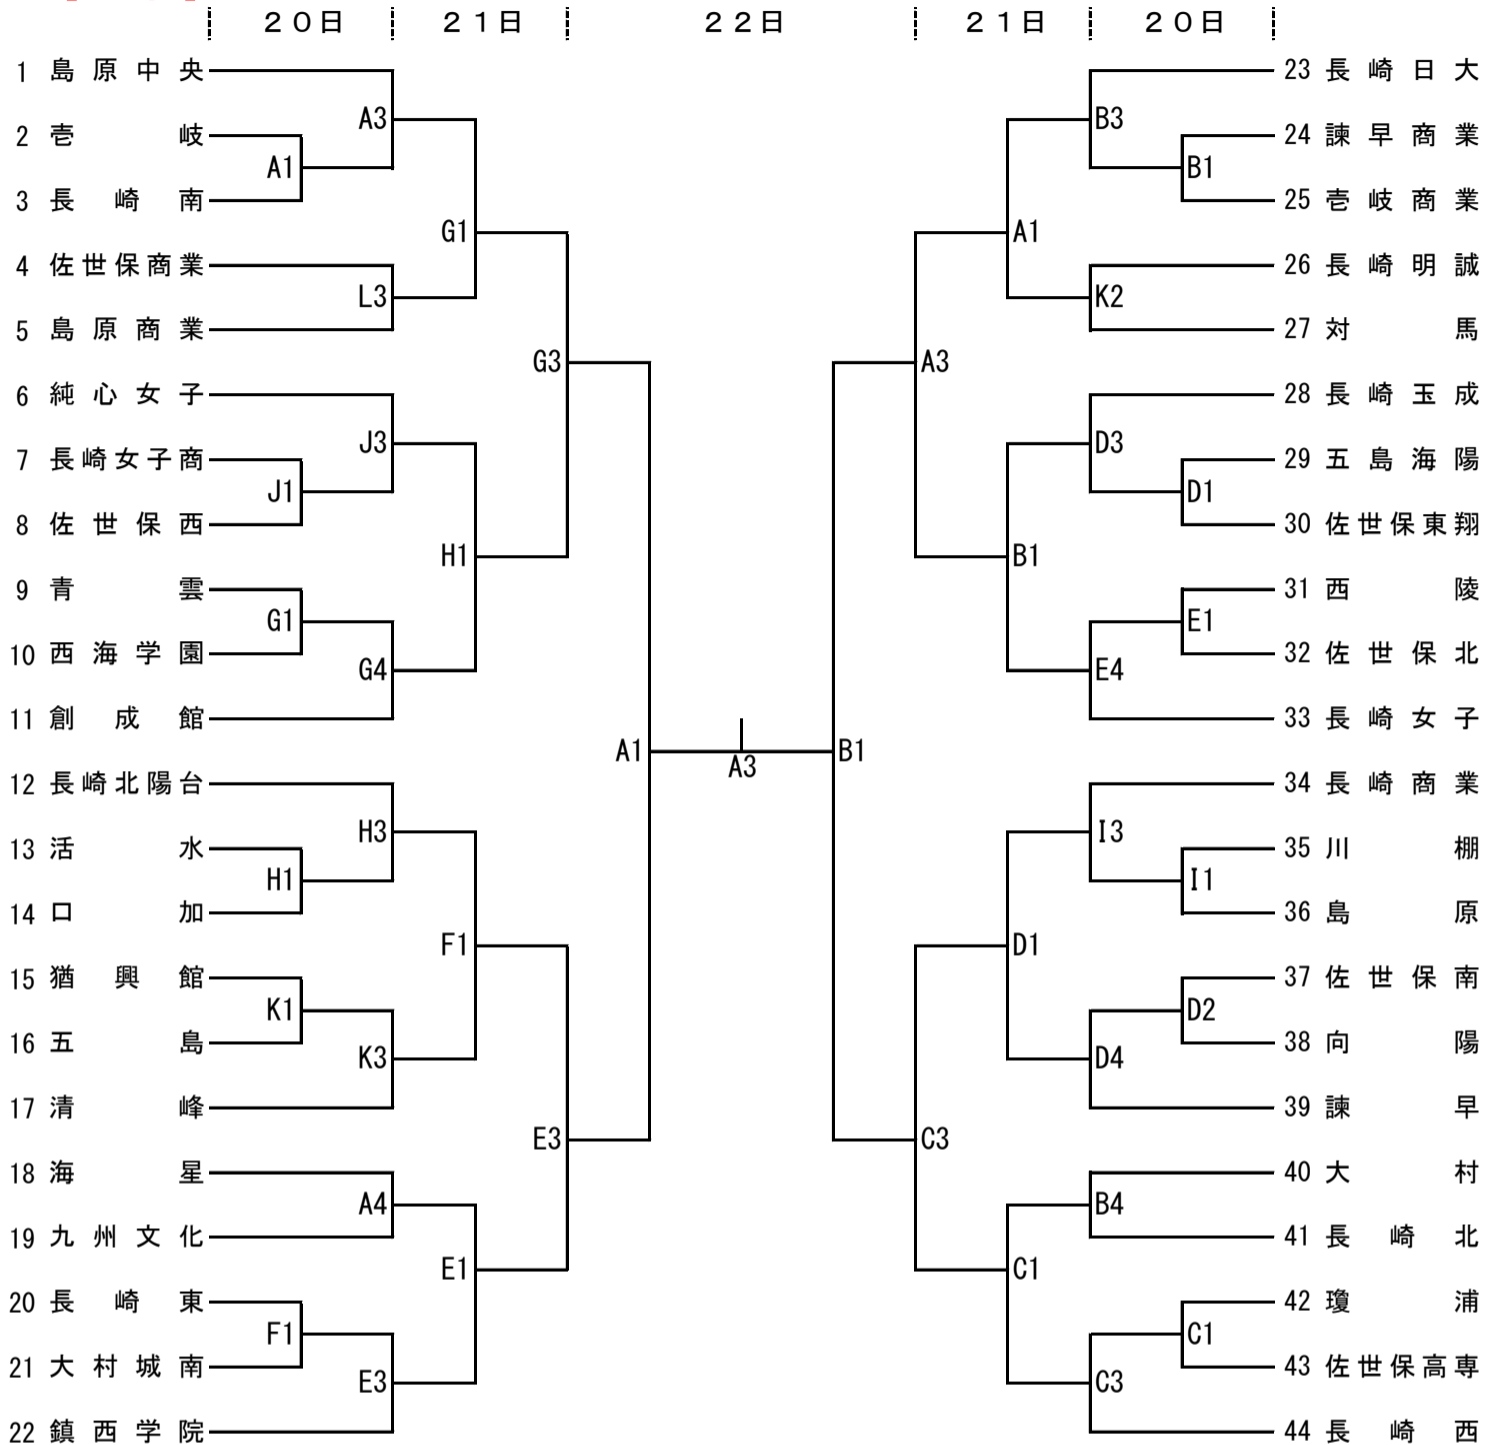 20日 21日 22日 21日 20日
1 島原中央
2 壱岐
3 長崎南
4 佐世保商業
5 島原商業
6 純心女子
7 長崎女子商
8 佐世保西
9 青雲
10 西海学園
11 創成館
12 長崎北陽台
13 活水
14 口加
15 猶興館
16 五島
17 清峰
18 海星
19 九州文化
20 長崎東
21 大村城南
22 鎮西学院
A3
A1
G1
L3
G3
J3
J1
H1
G1
G4
A1
H3
H1
F1
K1
K3
E3
A4
E1
F1
E3
A3
B3
B1
A1
K2
A3
D3
D1
B1
E1
E4
B1
I3
I1
D1
D2
D4
C3
B4
C1
C1
C3
23 長崎日大
24 諫早商業
25 壱岐商業
26 長崎明誠
27 対馬
28 長崎玉成
29 五島海陽
30 佐世保東翔
31 西陵
32 佐世保北
33 長崎女子
34 長崎商業
35 川棚
36 島原
37 佐世保南
38 向陽
39 諫早
40 大村
41 長崎北
42 瓊浦
43 佐世保高専
44 長崎西